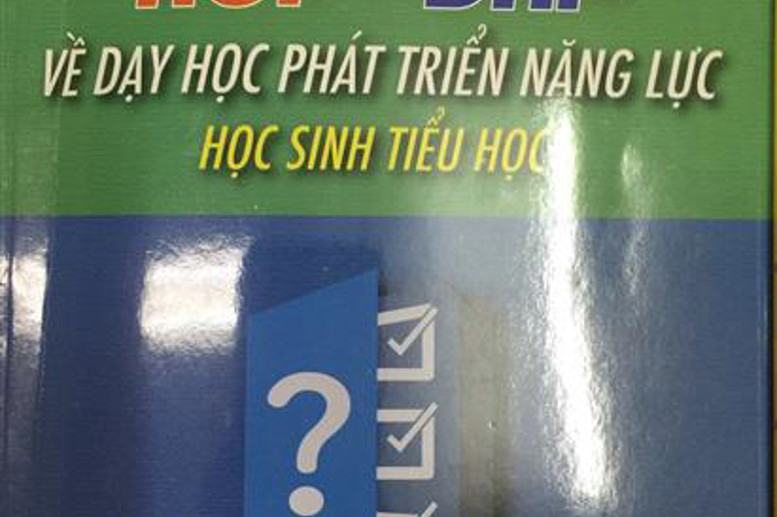 VỀ DẠY HỌC PHÁT TRIỂN NĂNG LỰC
HỌC SINH TIỂU HỌC
?